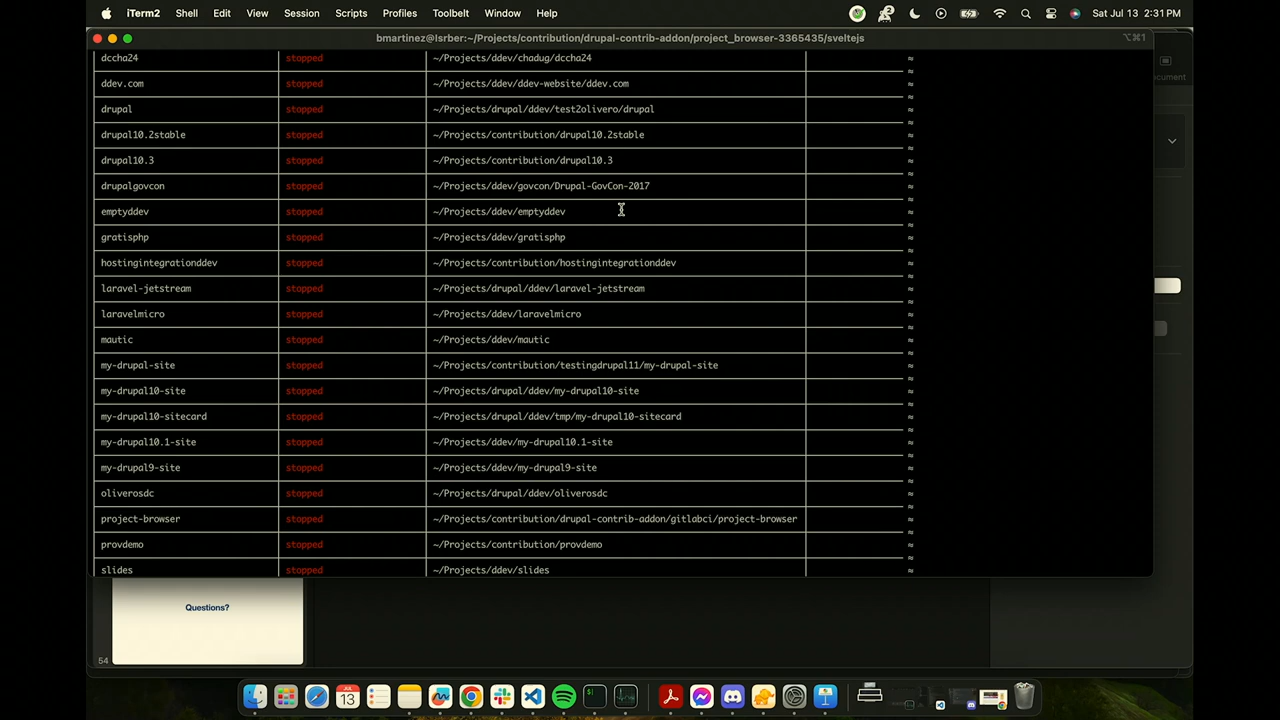 iTerm2 Shell Edit View Session Scripts Profiles Toolbelt Window Help Sat Jul 13 2:31 PM
bmartinez@lsrber:~/Projects/contribution/drupal-contrib-addon/project_browser-3365435/sveltejs ⌥⌘1
dccha24 stopped ~/Projects/ddev/chadug/dccha24
ocument
ddev.com stopped ~/Projects/ddev/ddev-website/ddev.com
drupal stopped ~/Projects/drupal/ddev/test2olivero/drupal
drupal10.2stable stopped ~/Projects/contribution/drupal10.2stable
drupal10.3 stopped ~/Projects/contribution/drupal10.3
drupalgovcon stopped ~/Projects/ddev/govcon/Drupal-GovCon-2017
emptyddev stopped ~/Projects/ddev/emptyddev
gratisphp stopped ~/Projects/ddev/gratisphp
hostingintegrationddev stopped ~/Projects/contribution/hostingintegrationddev
laravel-jetstream stopped ~/Projects/drupal/ddev/laravel-jetstream
laravelmicro stopped ~/Projects/ddev/laravelmicro
mautic stopped ~/Projects/ddev/mautic
my-drupal-site stopped ~/Projects/contribution/testingdrupal11/my-drupal-site
my-drupal10-site stopped ~/Projects/drupal/ddev/my-drupal10-site
my-drupal10-sitecard stopped ~/Projects/drupal/ddev/tmp/my-drupal10-sitecard
my-drupal10.1-site stopped ~/Projects/ddev/my-drupal10.1-site
my-drupal9-site stopped ~/Projects/ddev/my-drupal9-site
oliverosdc stopped ~/Projects/drupal/ddev/oliverosdc
project-browser stopped ~/Projects/contribution/drupal-contrib-addon/gitlabci/project-browser
provdemo stopped ~/Projects/contribution/provdemo
slides stopped ~/Projects/ddev/slides
Questions?
54
JUL
13